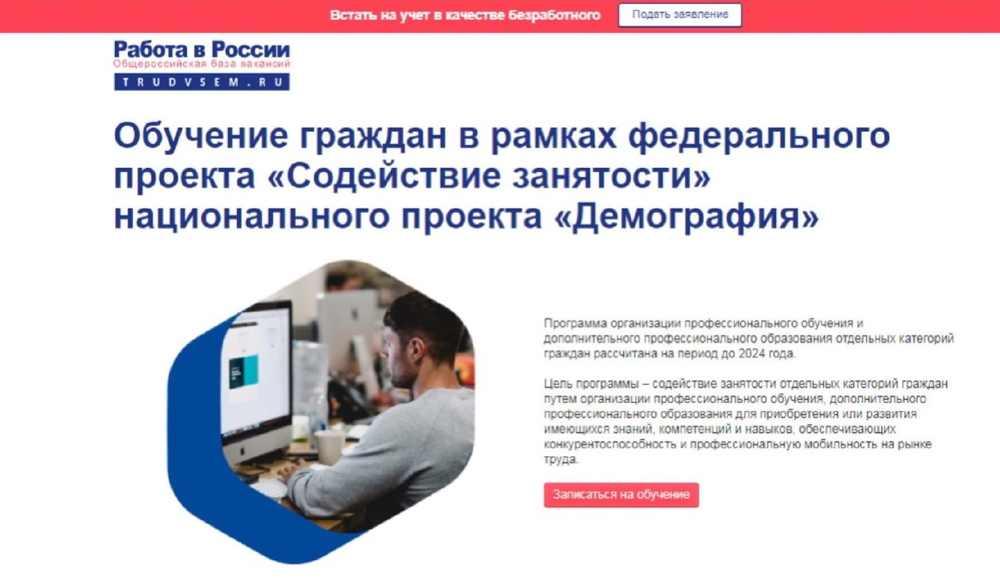 Встать на учет в качестве безработного Подать заявление
Работа в России
Общероссийская база вакансий
TRUDVSEM.RU
Обучение граждан в рамках федерального
проекта «Содействие занятости»
национального проекта «Демография»
Программа организации профессионального обучения и
дополнительного профессионального образования отдельных категорий
граждан рассчитана на период до 2024 года.
Цель программы – содействие занятости отдельных категорий граждан
путем организации профессионального обучения, дополнительного
профессионального образования для приобретения или развития
имеющихся знаний, компетенций и навыков, обеспечивающих
конкурентоспособность и профессиональную мобильность на рынке
труда.
Записаться на обучение